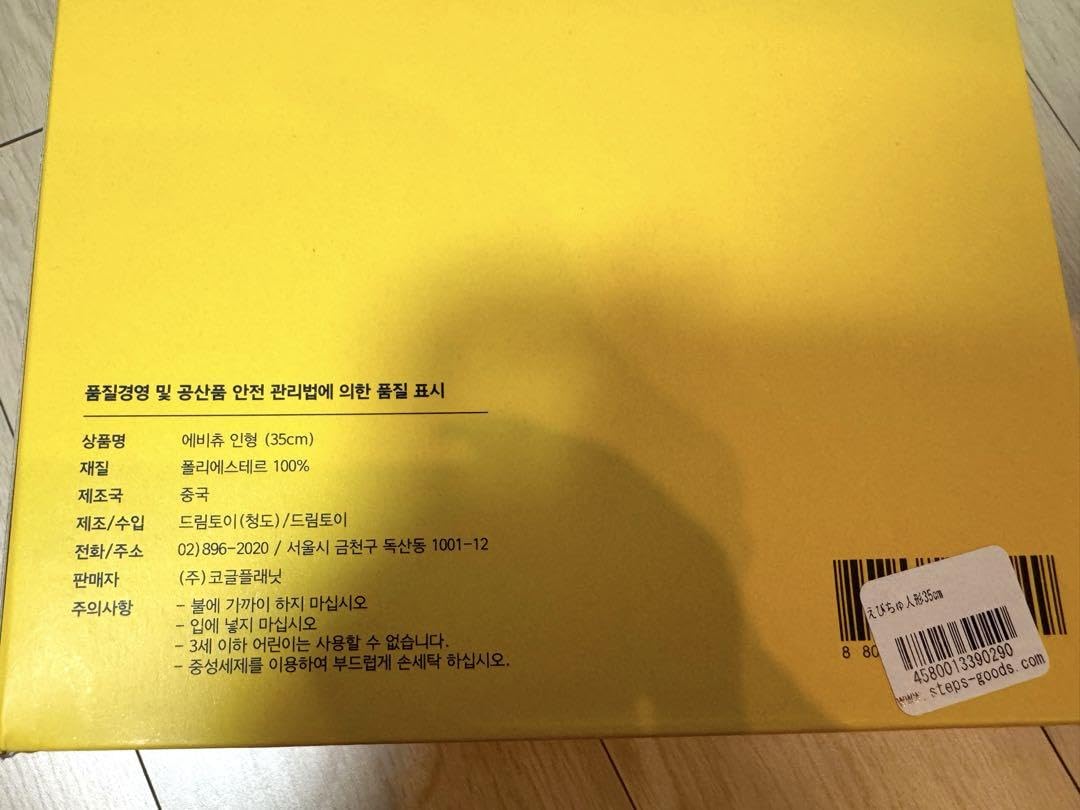 품질경영 및 공산품 안전 관리법에 의한 품질 표시
상품명 에비츄 인형 (35cm)
재질 폴리에스테르 100%
제조국 중국
제조/수입 드림토이(청도)/드림토이
전화/주소 02)896-2020 / 서울시 금천구 독산동 1001-12
판매자 (주)코글플래닛
주의사항 - 불에 가까이 하지 마십시오
- 입에 넣지 마십시오
- 3세 이하 어린이는 사용할 수 없습니다.
- 중성세제를 이용하여 부드럽게 손세탁 하십시오.
えびちゅ人形35cm
8 80
4580013390290
www.steps-goods.com